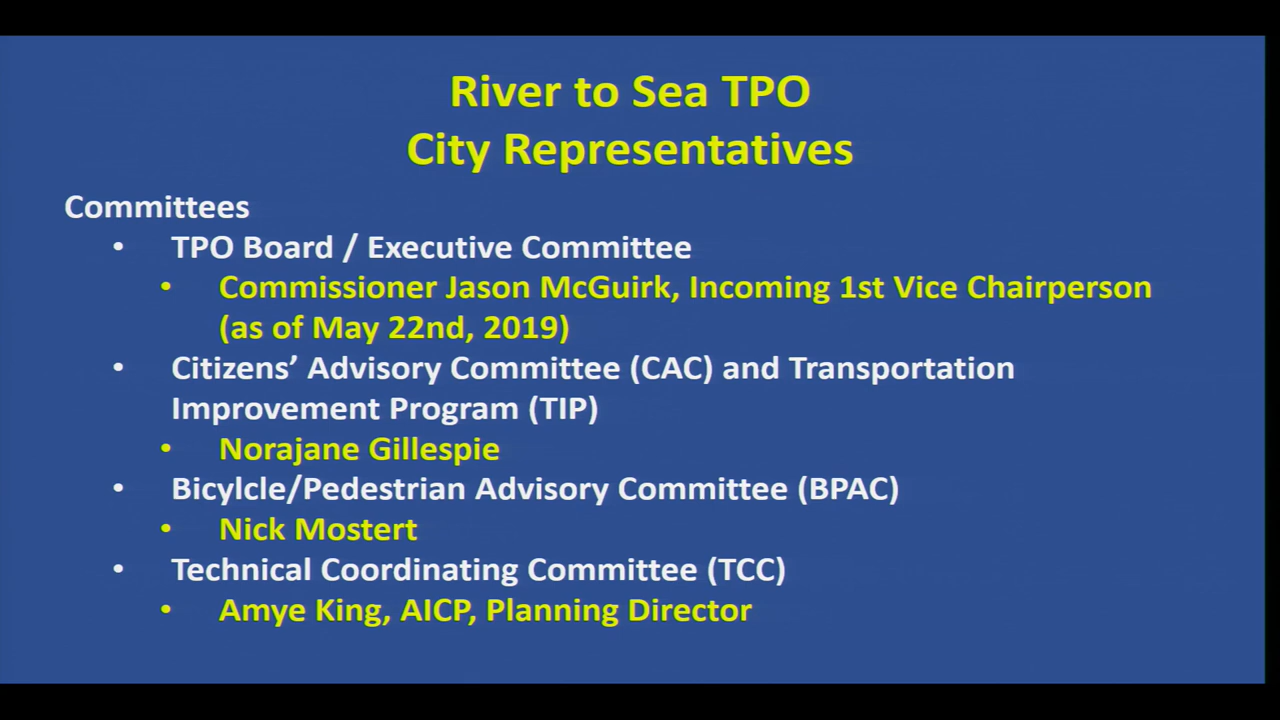 River to Sea TPO
City Representatives
Committees
• TPO Board / Executive Committee
• Commissioner Jason McGuirk, Incoming 1st Vice Chairperson
(as of May 22nd, 2019)
• Citizens’ Advisory Committee (CAC) and Transportation
Improvement Program (TIP)
• Norajane Gillespie
• Bicylcle/Pedestrian Advisory Committee (BPAC)
• Nick Mostert
• Technical Coordinating Committee (TCC)
• Amye King, AICP, Planning Director